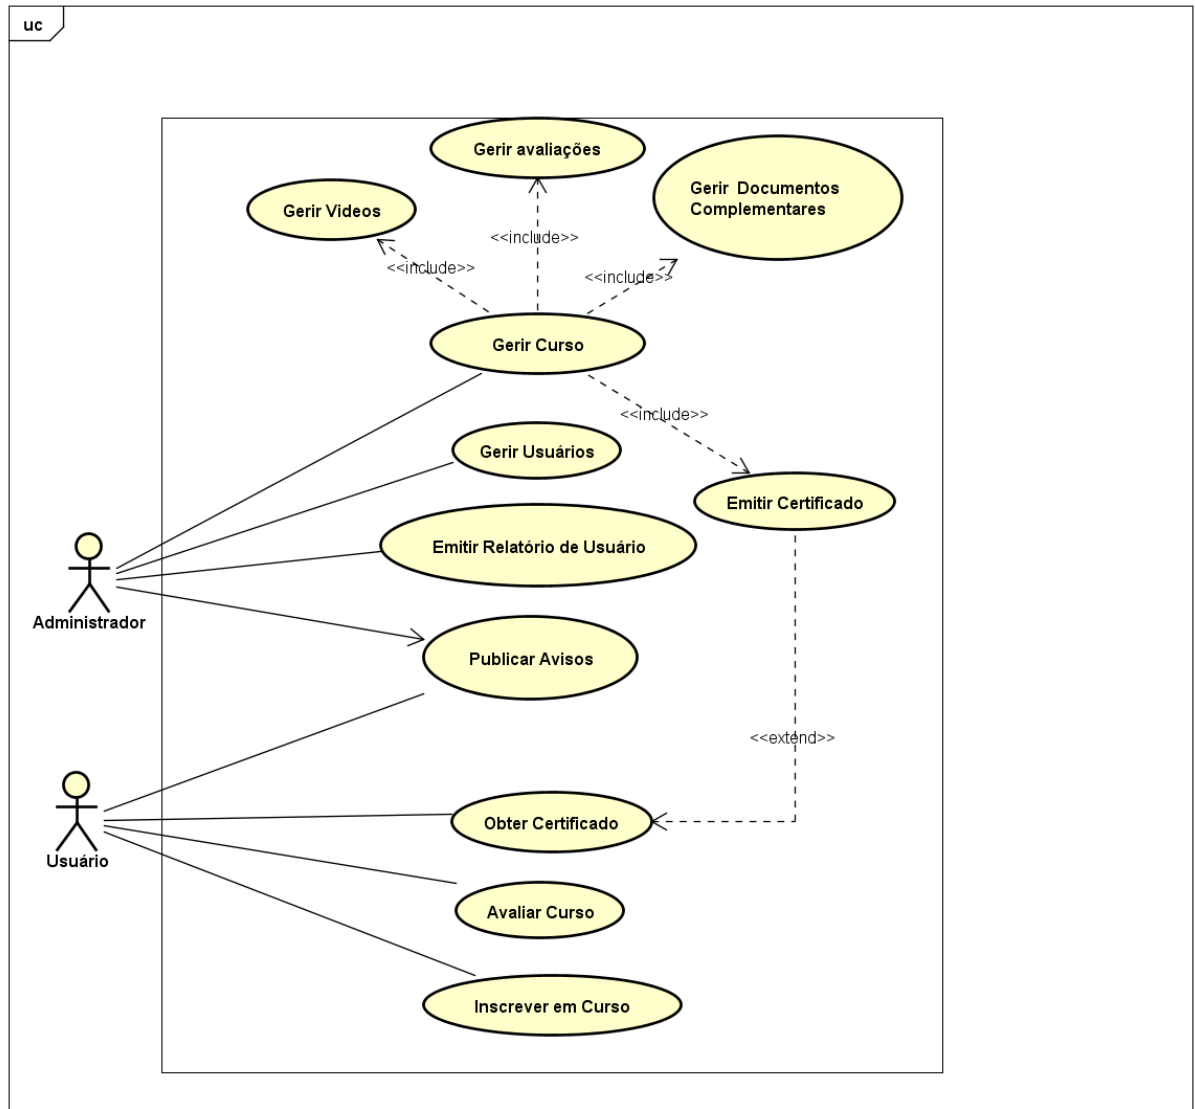 uc
Gerir avaliações
Gerir Documentos
Complementares
Gerir Videos
<<include>>
<<include>>
<<include>>
Gerir Curso
<<include>>
Gerir Usuários
Emitir Certificado
Emitir Relatório de Usuário
Administrador
Publicar Avisos
<<extend>>
Obter Certificado
Usuário
Avaliar Curso
Inscrever em Curso